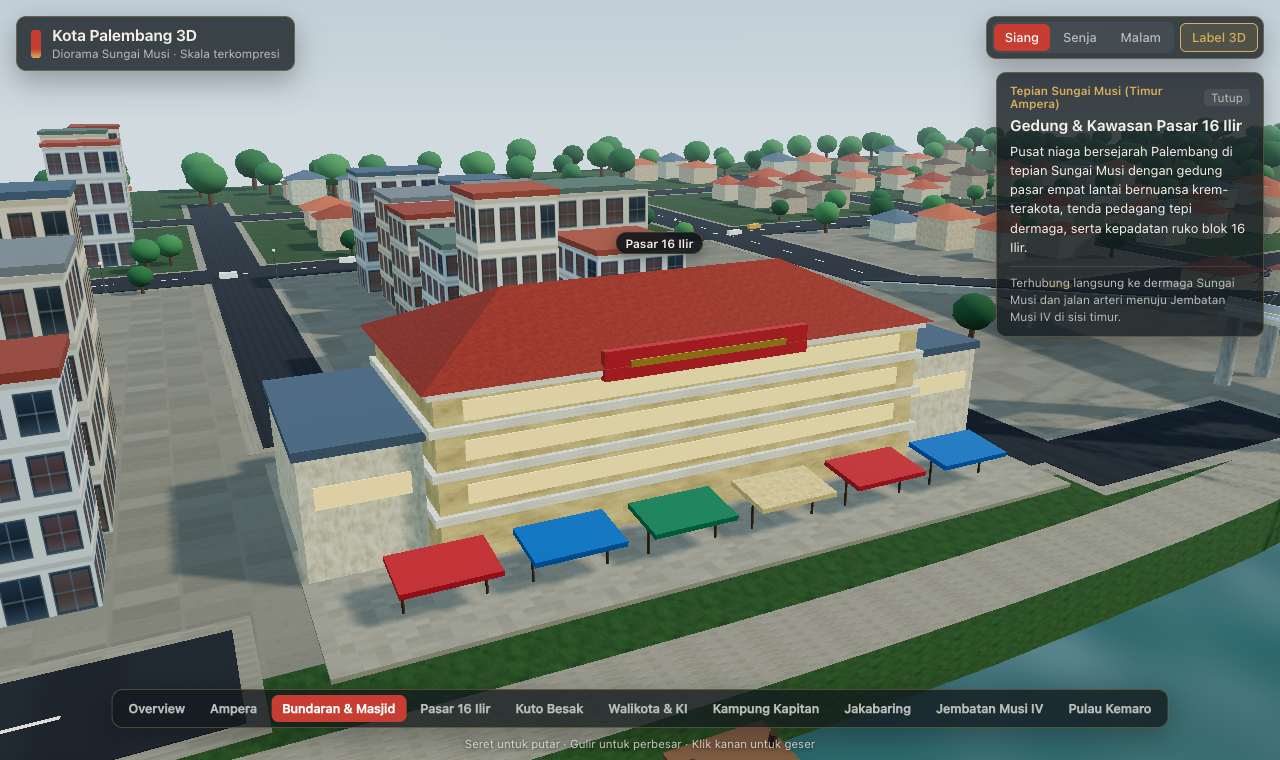 Kota Palembang 3D
Diorama Sungai Musi · Skala terkompresi
Siang
Senja
Malam
Label 3D
Tepian Sungai Musi (Timur
Ampera)
Tutup
Gedung & Kawasan Pasar 16 Ilir
Pusat niaga bersejarah Palembang di
tepian Sungai Musi dengan gedung
pasar empat lantai bernuansa krem-
terakota, tenda pedagang tepi
dermaga, serta kepadatan ruko blok 16
Ilir.
Terhubung langsung ke dermaga Sungai
Musi dan jalan arteri menuju Jembatan
Musi IV di sisi timur.
Pasar 16 Ilir
Overview
Ampera
Bundaran & Masjid
Pasar 16 Ilir
Kuto Besak
Walikota & KI
Kampung Kapitan
Jakabaring
Jembatan Musi IV
Pulau Kemaro
Seret untuk putar · Gulir untuk perbesar · Klik kanan untuk geser